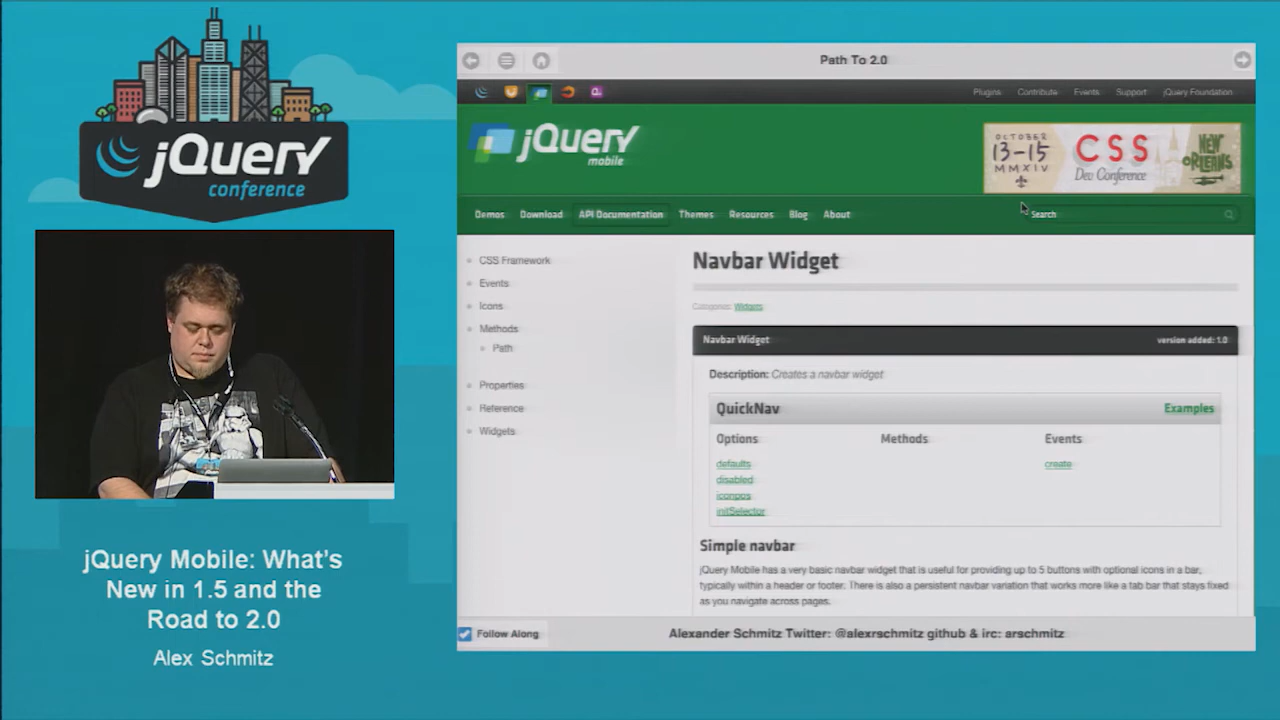 jQuery
conference
jQuery Mobile: What's
New in 1.5 and the
Road to 2.0
Alex Schmitz
Path To 2.0
Plugins Contribute Events Support jQuery Foundation
jQuery
mobile
OCTOBER
13-15
MMXIV
CSS
Dev Conference
NEW
ORLEANS
Demos Download API Documentation Themes Resources Blog About
Search
CSS Framework
Events
Icons
Methods
Path
Properties
Reference
Widgets
Navbar Widget
Categories: Widgets
Navbar Widget version added: 1.0
Description: Creates a navbar widget
QuickNav Examples
Options Methods Events
defaults create
disabled
iconpos
initSelector
Simple navbar
jQuery Mobile has a very basic navbar widget that is useful for providing up to 5 buttons with optional icons in a bar,
typically within a header or footer. There is also a persistent navbar variation that works more like a tab bar that stays fixed
as you navigate across pages.
Follow Along
Alexander Schmitz Twitter: @alexrschmitz github & irc: arschmitz